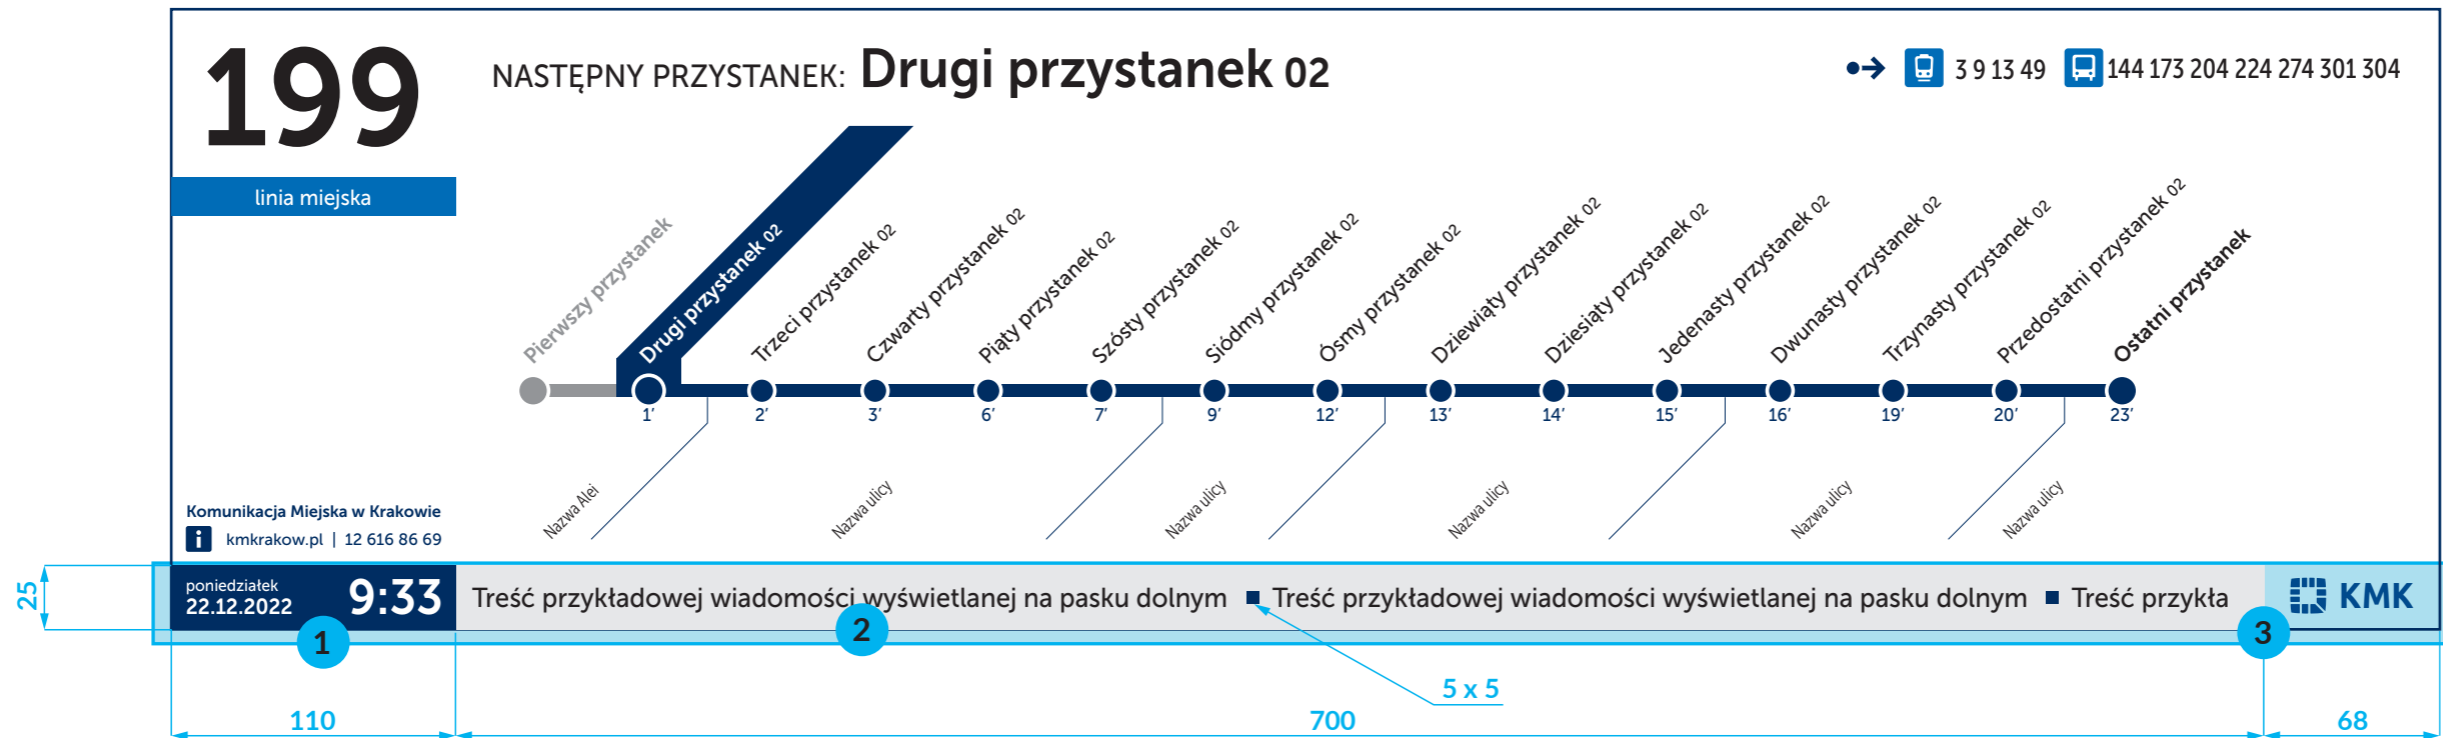 199
linia miejska
NASTĘPNY PRZYSTANEK: Drugi przystanek 02
3 9 13 49 144 173 204 224 274 301 304
Pierwszy przystanek
Drugi przystanek 02
Trzeci przystanek 02
Czwarty przystanek 02
Piąty przystanek 02
Szósty przystanek 02
Siódmy przystanek 02
Ósmy przystanek 02
Dziewiąty przystanek 02
Dziesiąty przystanek 02
Jedenasty przystanek 02
Dwunasty przystanek 02
Trzynasty przystanek 02
Przedostatni przystanek 02
Ostatni przystanek
1′ 2′ 3′ 6′ 7′ 9′ 12′ 13′ 14′ 15′ 16′ 19′ 20′ 23′
Nazwa Alei
Nazwa ulicy
Nazwa ulicy
Nazwa ulicy
Nazwa ulicy
Nazwa ulicy
Komunikacja Miejska w Krakowie
i kmkrakow.pl | 12 616 86 69
poniedziałek
22.12.2022
9:33
Treść przykładowej wiadomości wyświetlanej na pasku dolnym ■ Treść przykładowej wiadomości wyświetlanej na pasku dolnym ■ Treść przykła
KMK
25
1
2
3
5 x 5
110
700
68